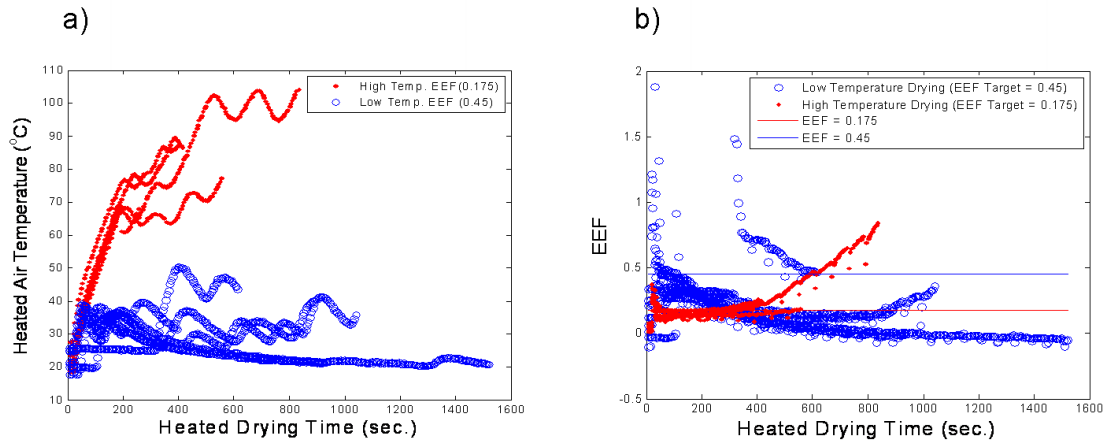 a)
110
100
90
80
70
60
50
40
30
20
10
0
200
400
600
800
1000
1200
1400
1600
Heated Air Temperature (°C)
Heated Drying Time (sec.)
High Temp. EEF(0.175)
Low Temp. EEF (0.45)
b)
2
1.5
1
0.5
0
-0.5
0
200
400
600
800
1000
1200
1400
1600
EEF
Heated Drying Time (sec.)
Low Temperature Drying (EEF Target = 0.45)
High Temperature Drying (EEF Target = 0.175)
EEF = 0.175
EEF = 0.45